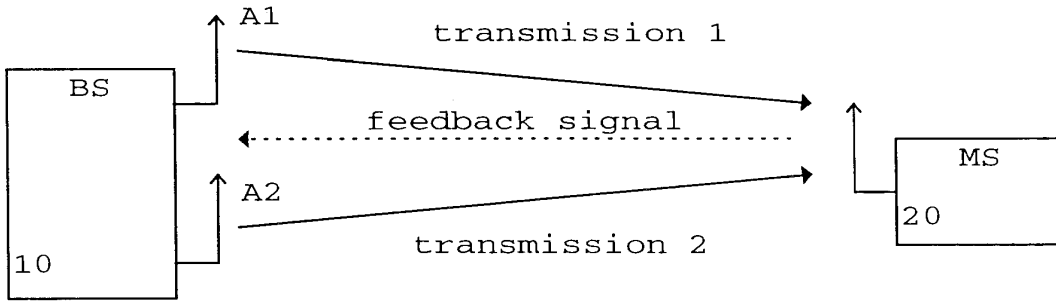 A1
transmission 1
BS
feedback signal
MS
A2
20
transmission 2
10